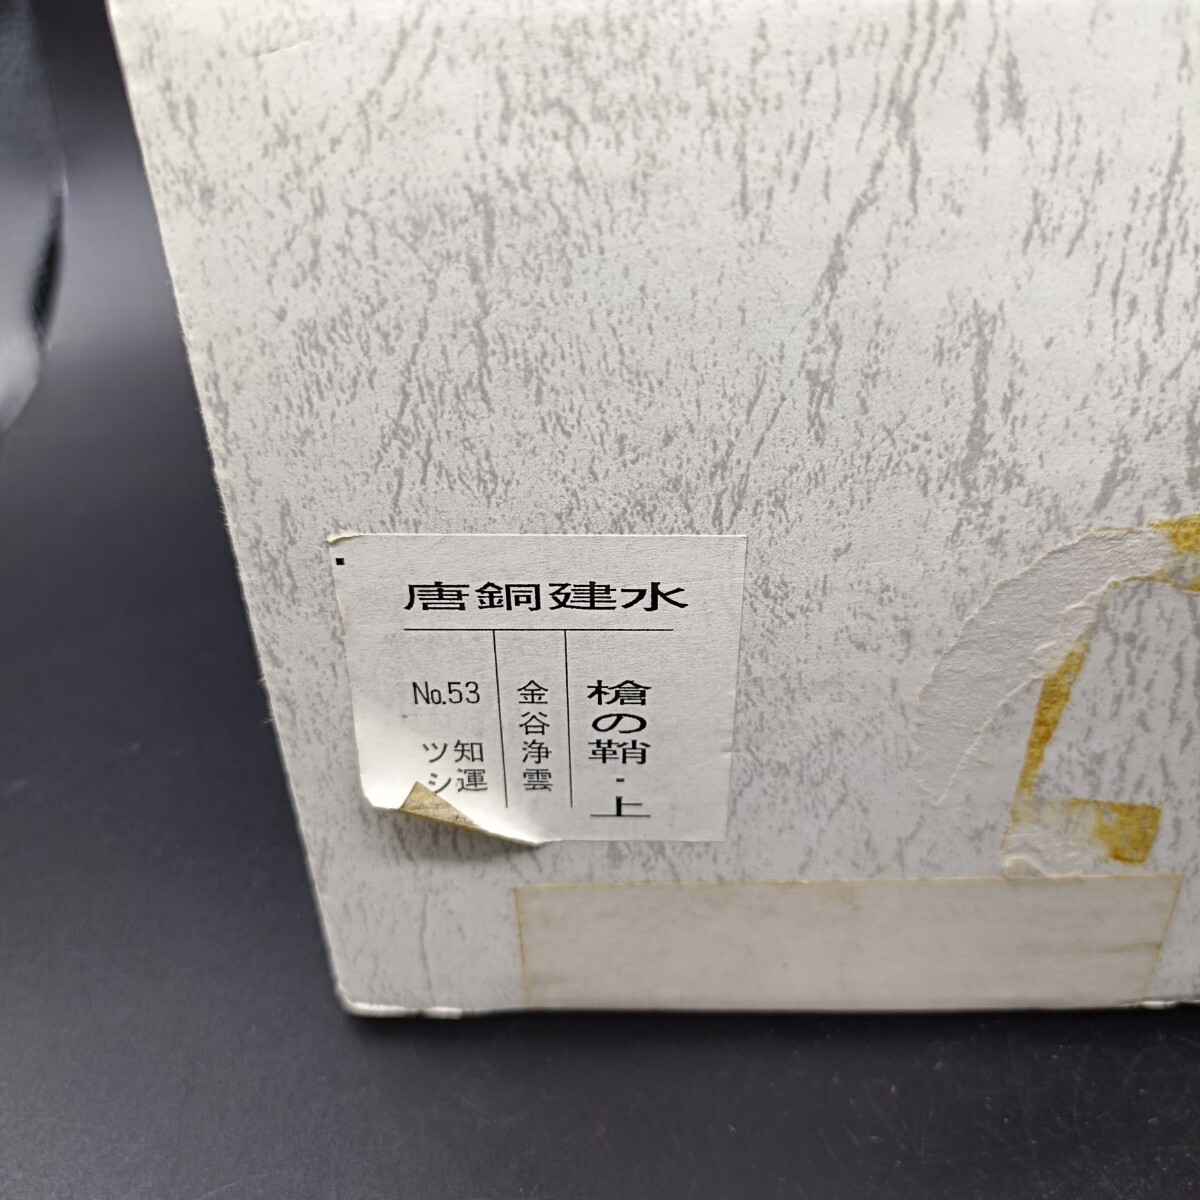 唐銅建水
槍の鞘・上
金谷浄雲
No.53
知運
ツシ